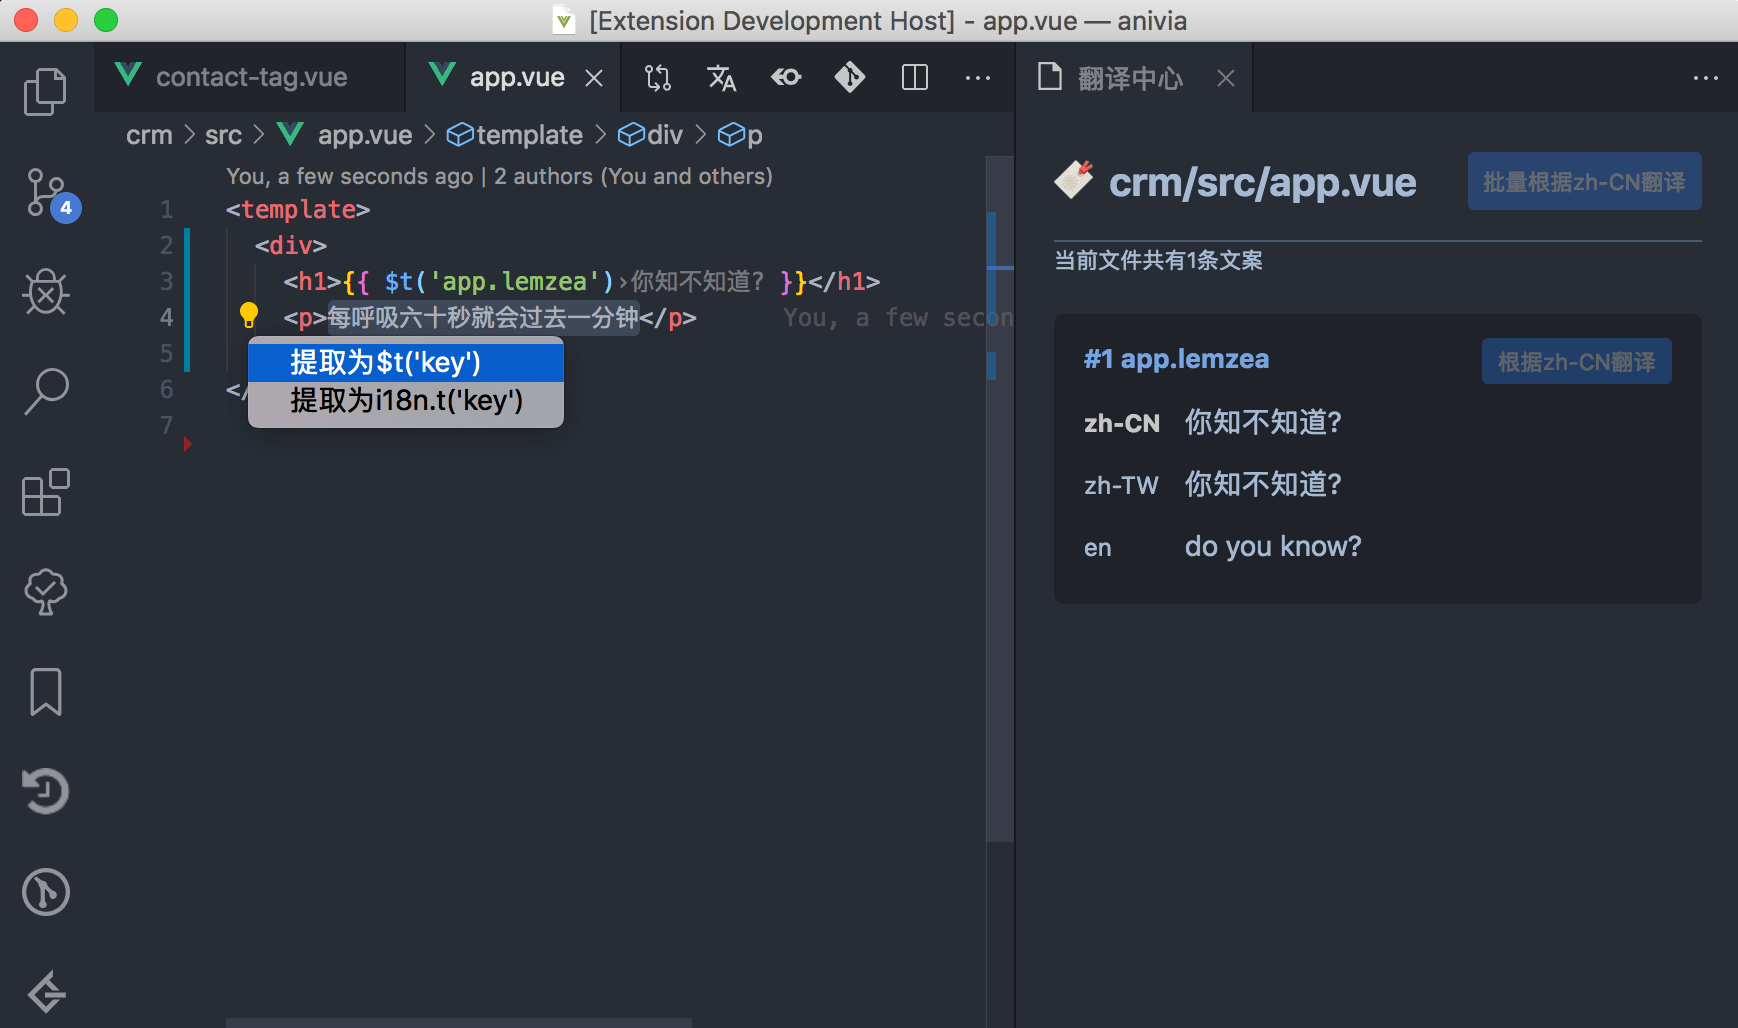 [Extension Development Host] - app.vue — anivia
contact-tag.vue
app.vue
翻译中心
crm > src > app.vue > template > div > p
You, a few seconds ago | 2 authors (You and others)
1 <template>
2 <div>
3 <h1>{{ $t('app.lemzea')›你知不知道? }}</h1>
4 <p>每呼吸六十秒就会过去一分钟</p> You, a few secon
5
6 </
7
提取为$t('key')
提取为i18n.t('key')
4
crm/src/app.vue
批量根据zh-CN翻译
当前文件共有1条文案
#1 app.lemzea
根据zh-CN翻译
zh-CN 你知不知道?
zh-TW 你知不知道?
en do you know?